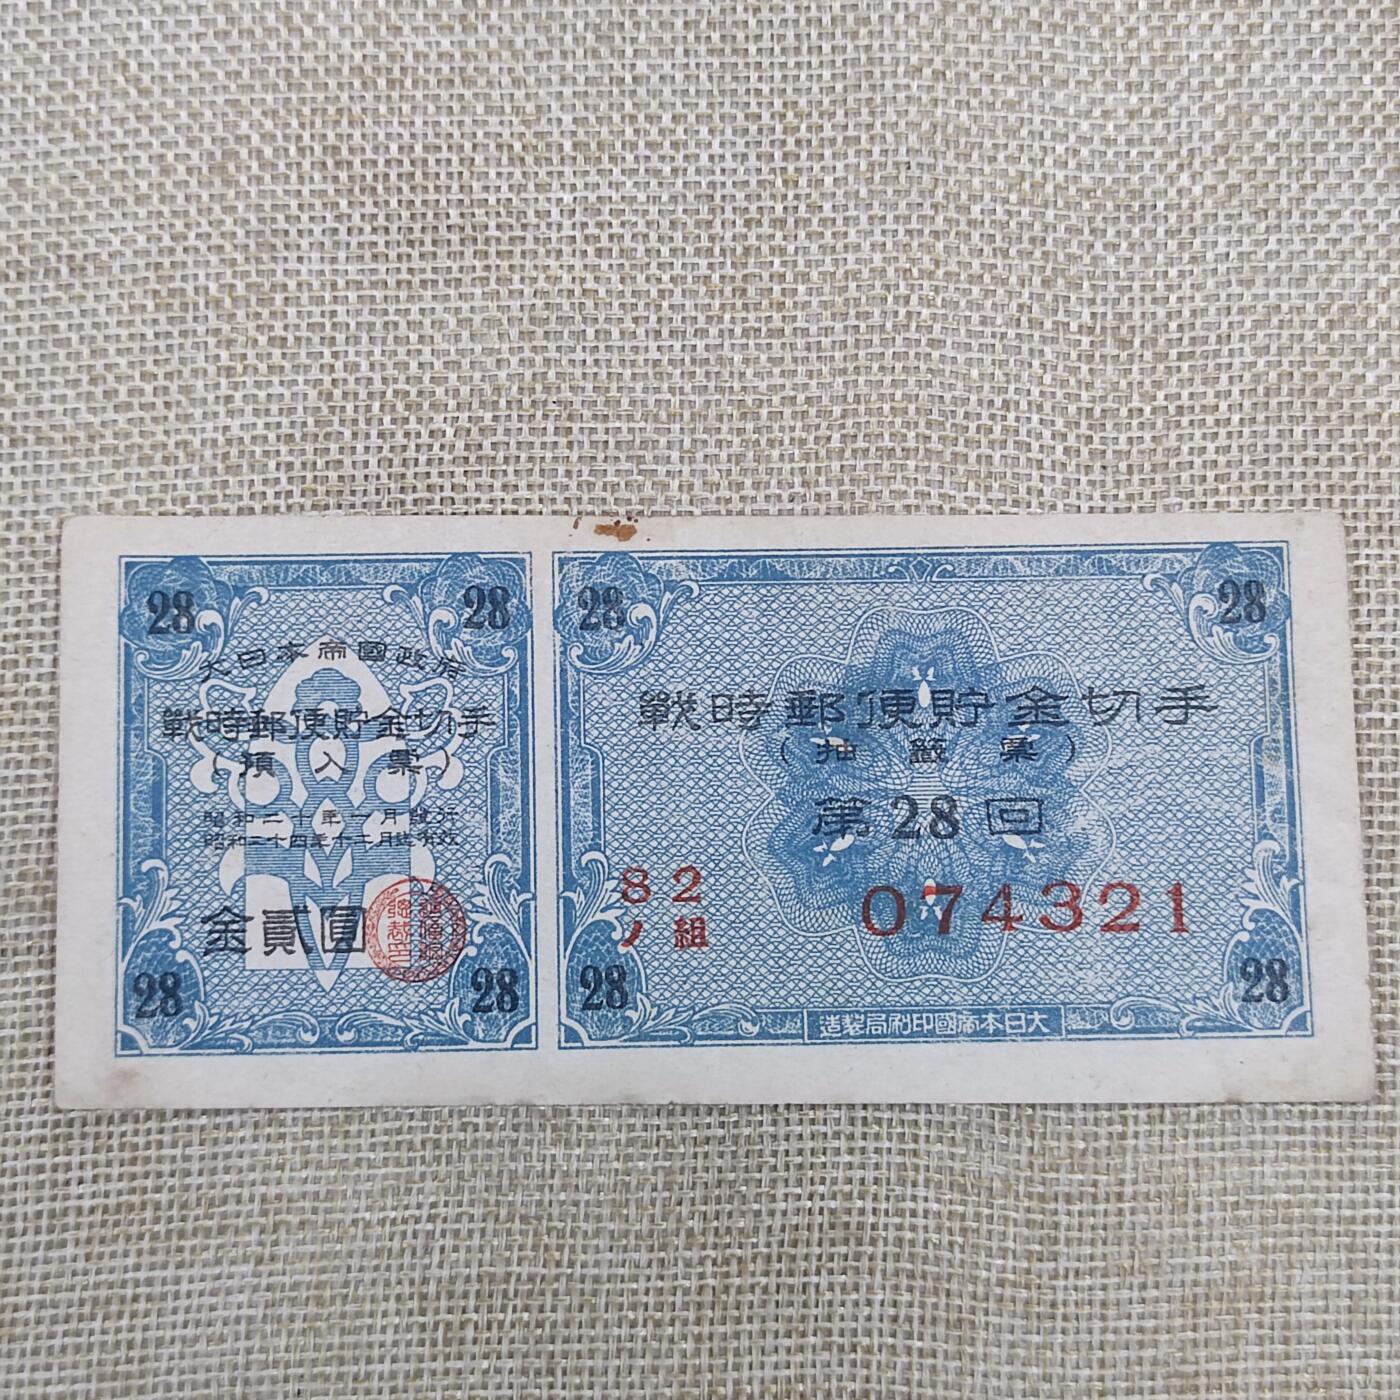 28
28
大日本帝國政府
戰時郵便貯金切手
(預入票)
昭和二十年一月發行
昭和二十四年十二月迄有效
金貳圓
28
28
28
28
戰時郵便貯金切手
(抽籤票)
第28回
82
ノ組
074321
28
28
大日本帝國印刷局製造